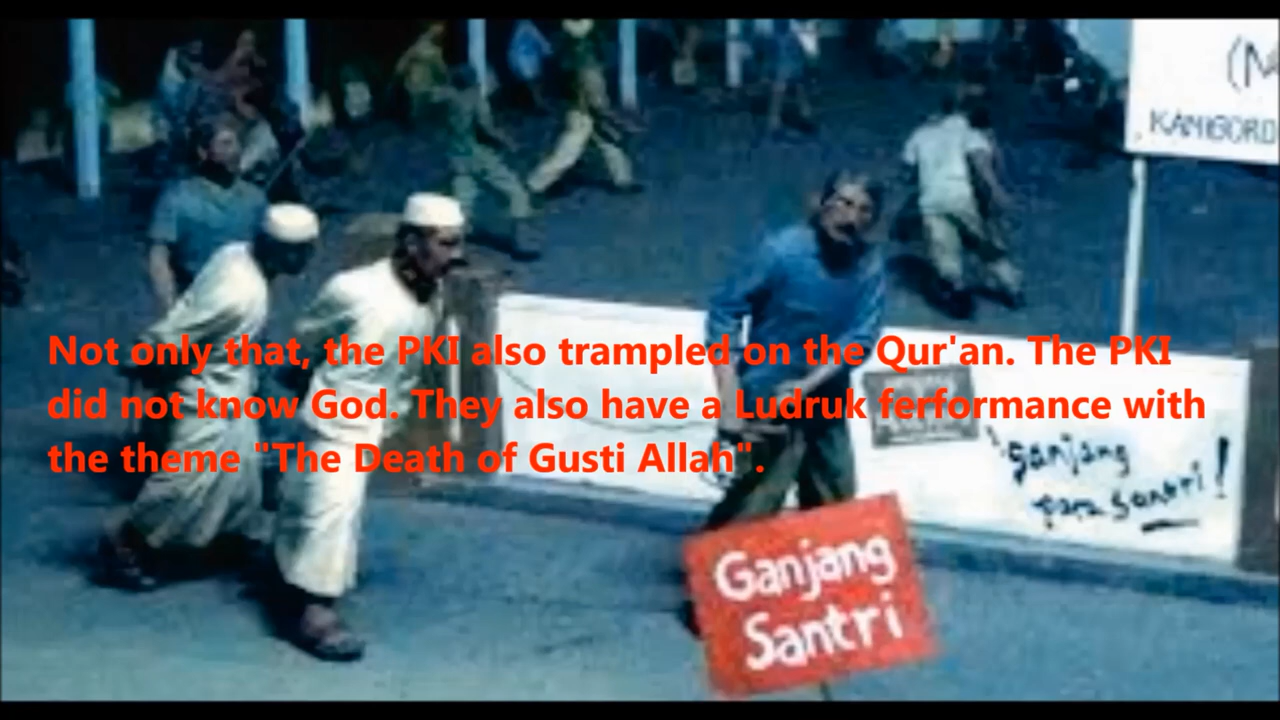 (M
KAMIGORO
Not only that, the PKI also trampled on the Qur'an. The PKI
did not know God. They also have a Ludruk ferformance with
the theme "The Death of Gusti Allah".
ganjang
para santri!
Ganjang
Santri